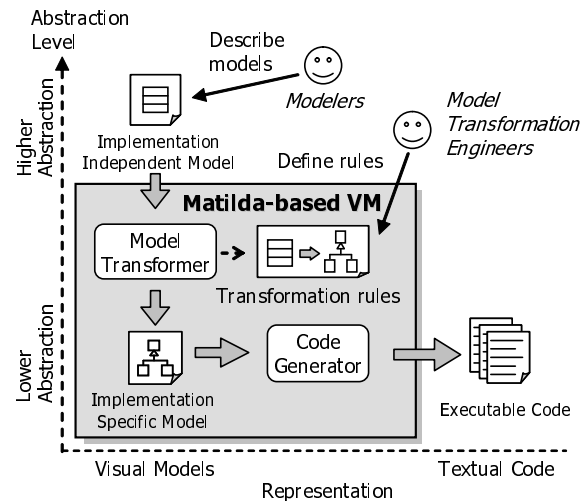 Abstraction
Level
Describe
models
Modelers
Model
Transformation
Engineers
Higher
Abstraction
Implementation
Independent Model
Define rules
Matilda-based VM
Model
Transformer
Transformation rules
Lower
Abstraction
Code
Generator
Implementation
Specific Model
Executable Code
Visual Models
Textual Code
Representation